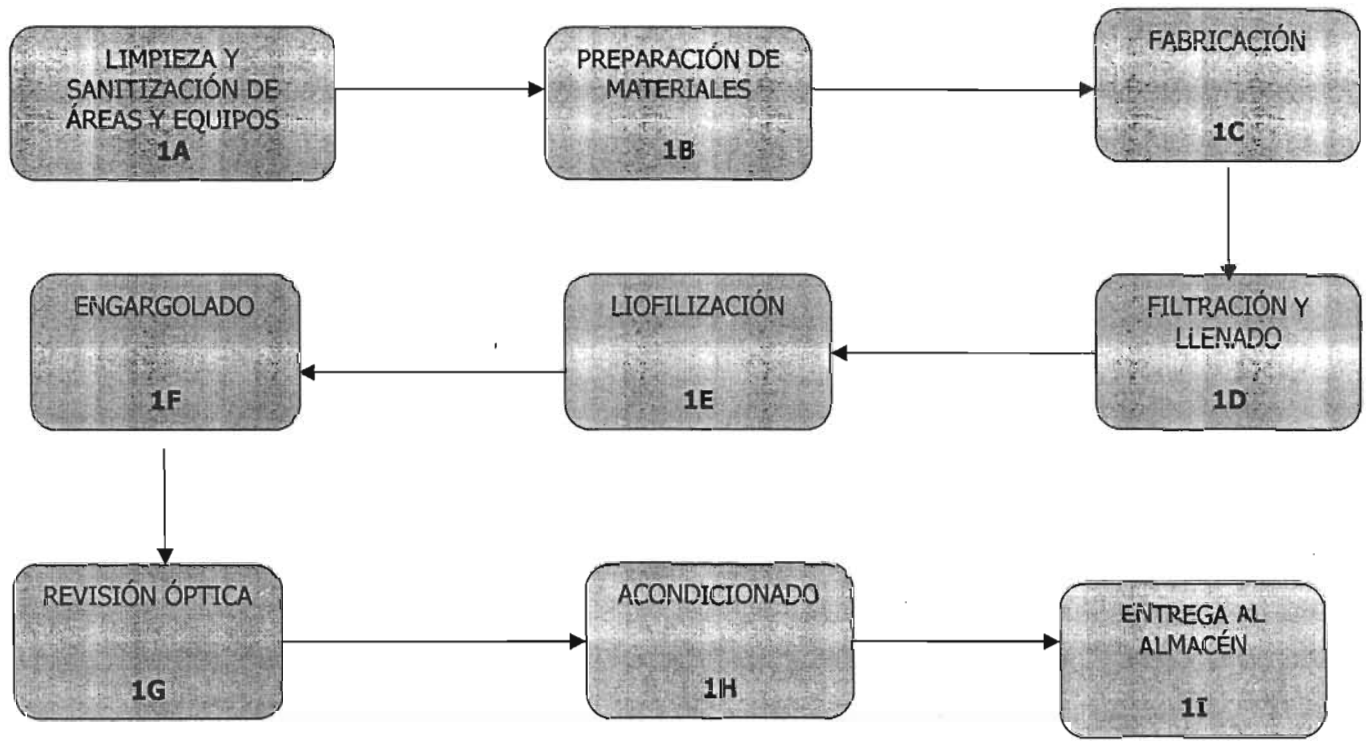 LIMPIEZA Y
SANITIZACIÓN DE
ÁREAS Y EQUIPOS
1A
PREPARACIÓN DE
MATERIALES
1B
FABRICACIÓN
1C
FILTRACIÓN Y
LLENADO
1D
LIOFILIZACIÓN
1E
ENGARGOLADO
1F
REVISIÓN ÓPTICA
1G
ACONDICIONADO
1H
ENTREGA AL
ALMACÉN
1I